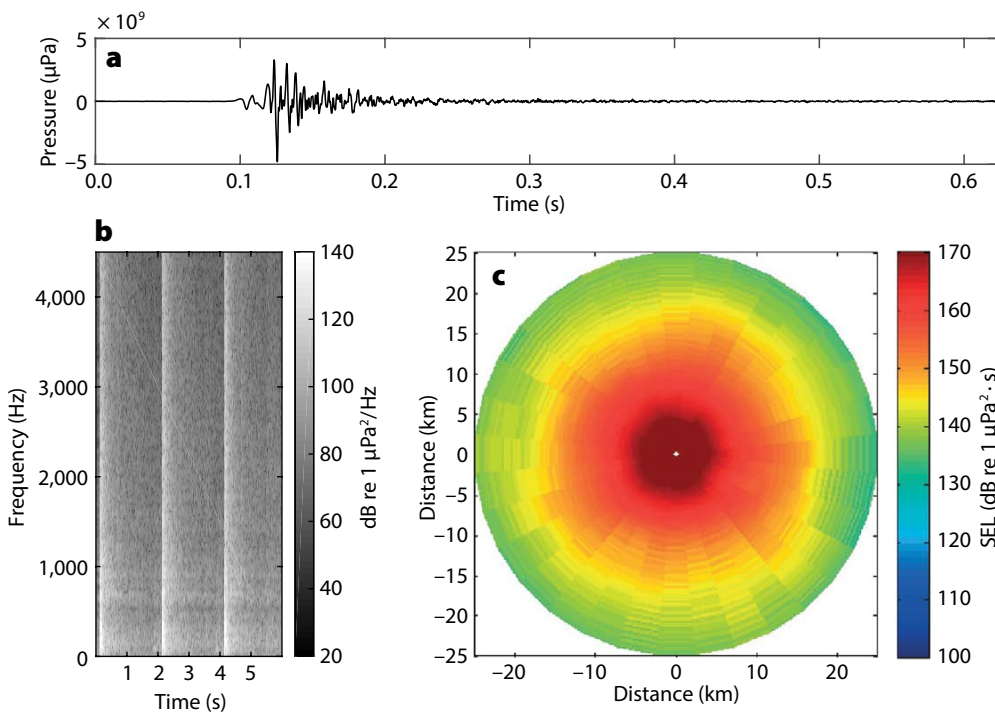 × 10⁹
a
Pressure (μPa)
5
0
−5
0.0 0.1 0.2 0.3 0.4 0.5 0.6
Time (s)
b
Frequency (Hz)
4,000
3,000
2,000
1,000
0
1 2 3 4 5
Time (s)
140
120
100
80
60
40
20
dB re 1 μPa²/Hz
c
Distance (km)
25
20
15
10
5
0
−5
−10
−15
−20
−25
−20 −10 0 10 20
Distance (km)
170
160
150
140
130
120
110
100
SEL (dB re 1 μPa² · s)